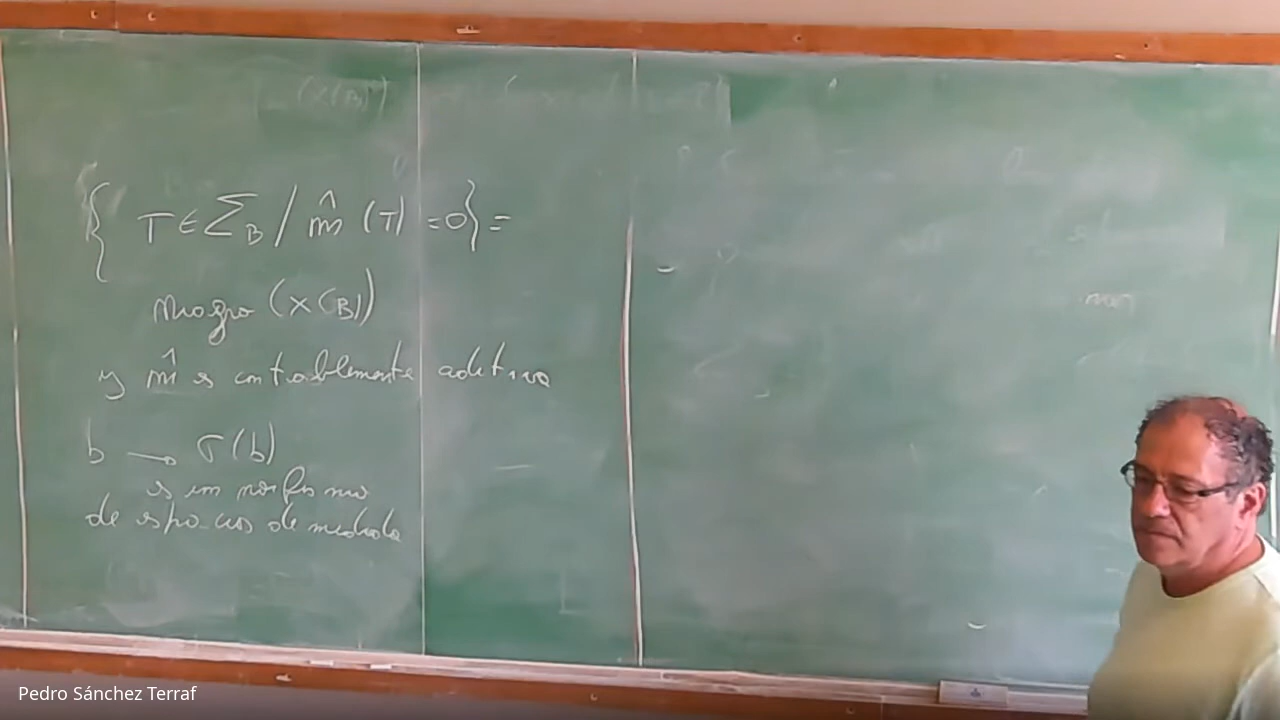 { T ∈ Σ_B / m̂ (T) = 0 } =
Magro (X(B))
y m̂ es contablemente aditiva
b → σ(b)
es un morfismo
de espacios de medida
Pedro Sánchez Terraf